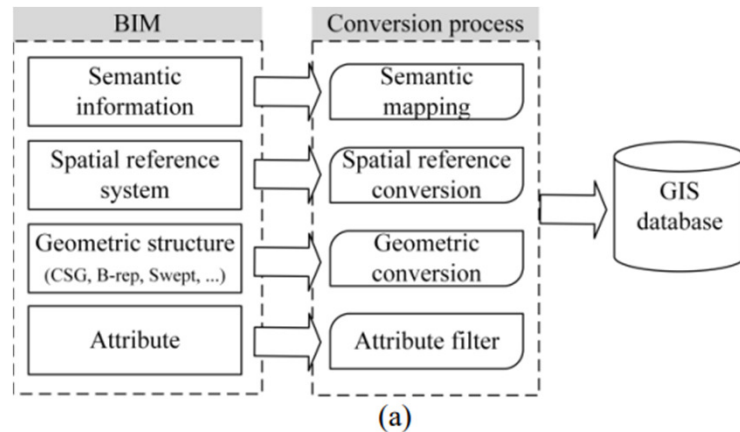 BIM
Conversion process
Semantic
information
Semantic
mapping
Spatial reference
system
Spatial reference
conversion
GIS
database
Geometric structure
(CSG, B-rep, Swept, ...)
Geometric
conversion
Attribute
Attribute filter
(a)